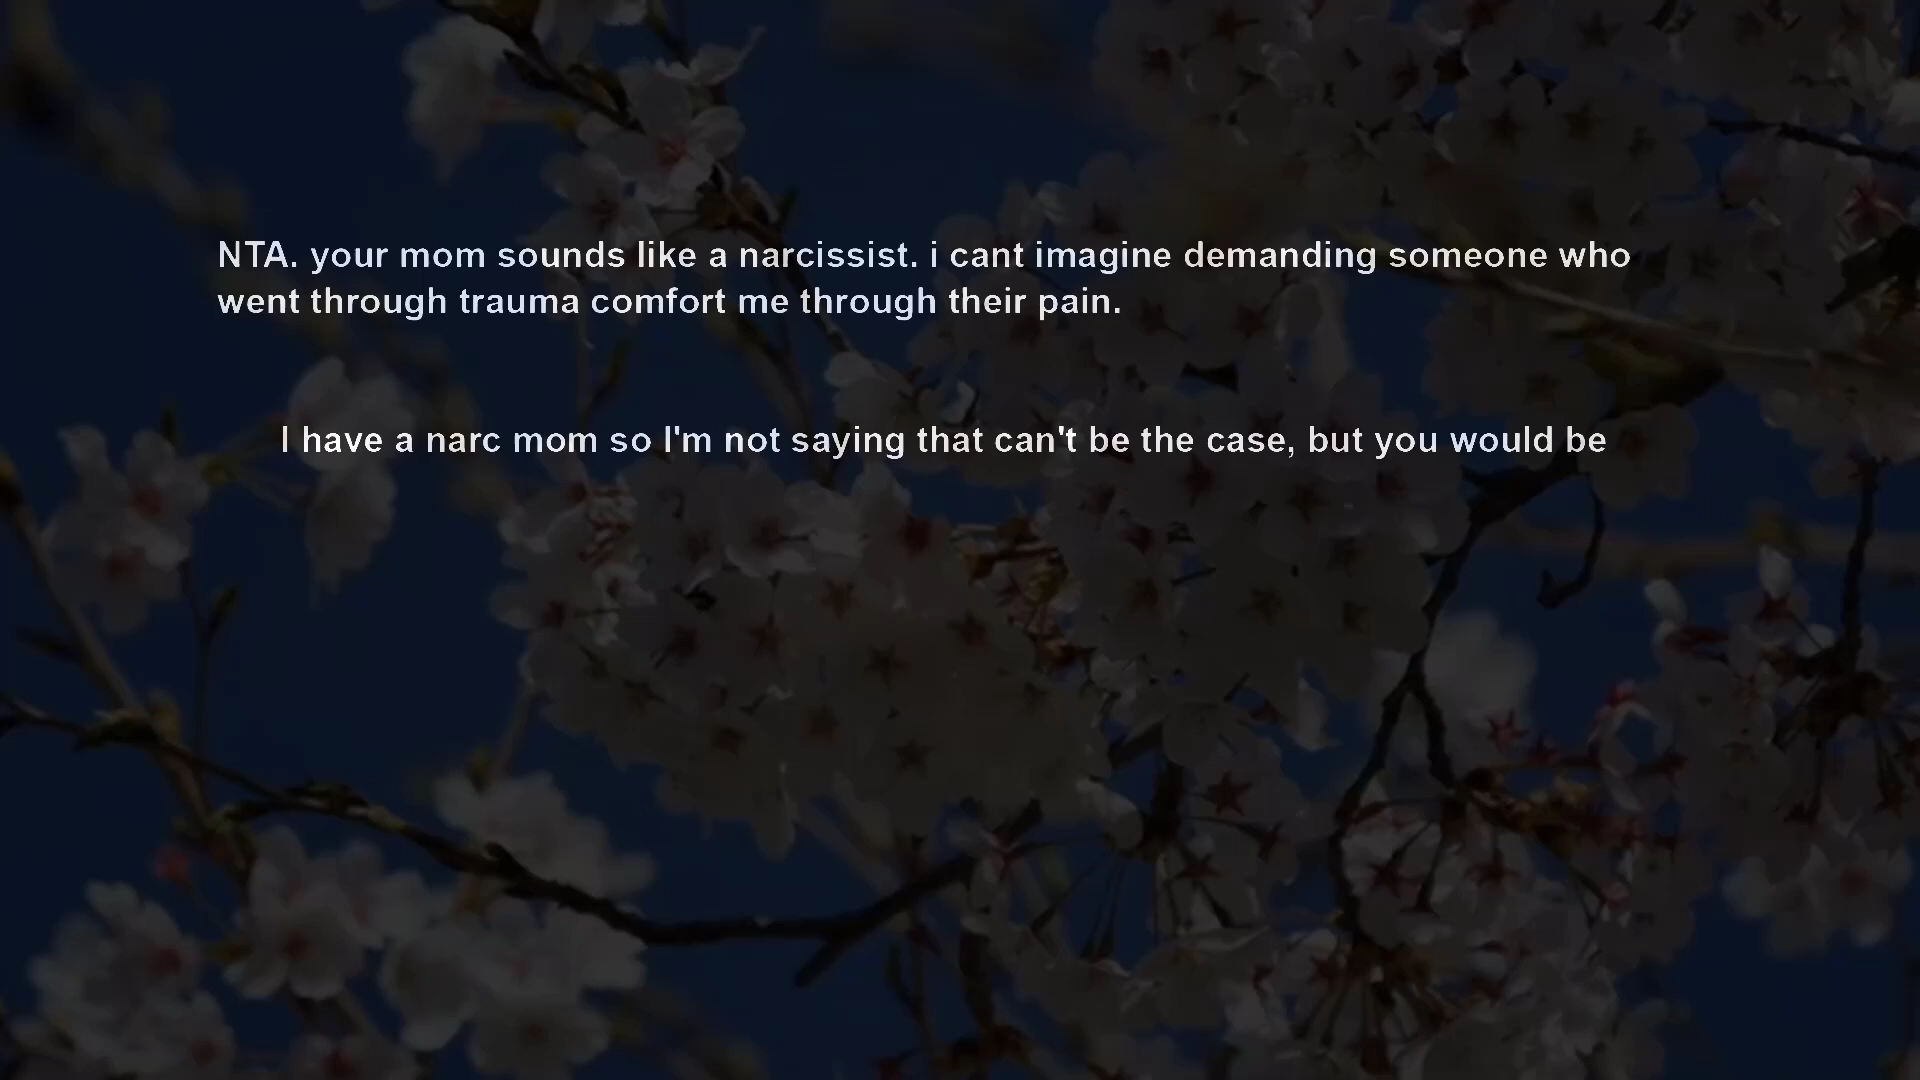 NTA. your mom sounds like a narcissist. i cant imagine demanding someone who
went through trauma comfort me through their pain.
I have a narc mom so I'm not saying that can't be the case, but you would be